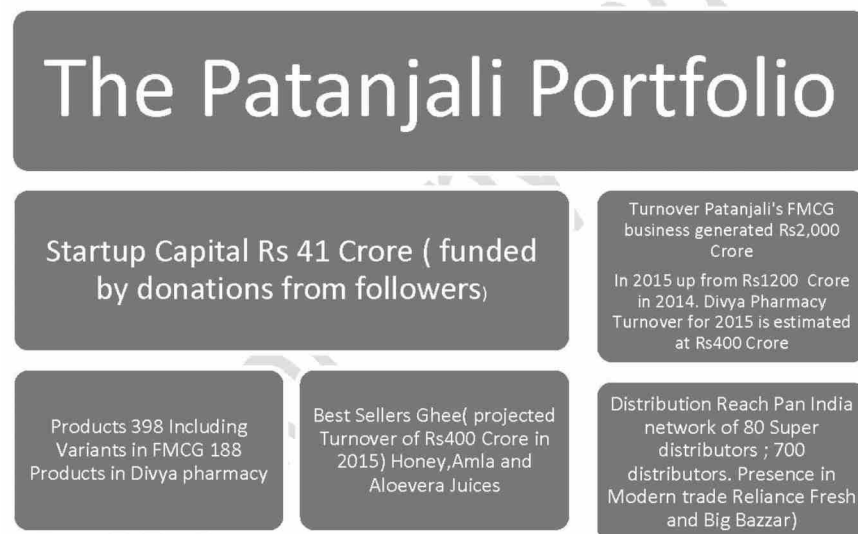 The Patanjali Portfolio
Startup Capital Rs 41 Crore ( funded
by donations from followers)
Turnover Patanjali's FMCG
business generated Rs2,000
Crore
In 2015 up from Rs1200 Crore
in 2014. Divya Pharmacy
Turnover for 2015 is estimated
at Rs400 Crore
Products 398 Including
Variants in FMCG 188
Products in Divya pharmacy
Best Sellers Ghee( projected
Turnover of Rs400 Crore in
2015) Honey,Amla and
Aloevera Juices
Distribution Reach Pan India
network of 80 Super
distributors ; 700
distributors. Presence in
Modern trade Reliance Fresh
and Big Bazzar)